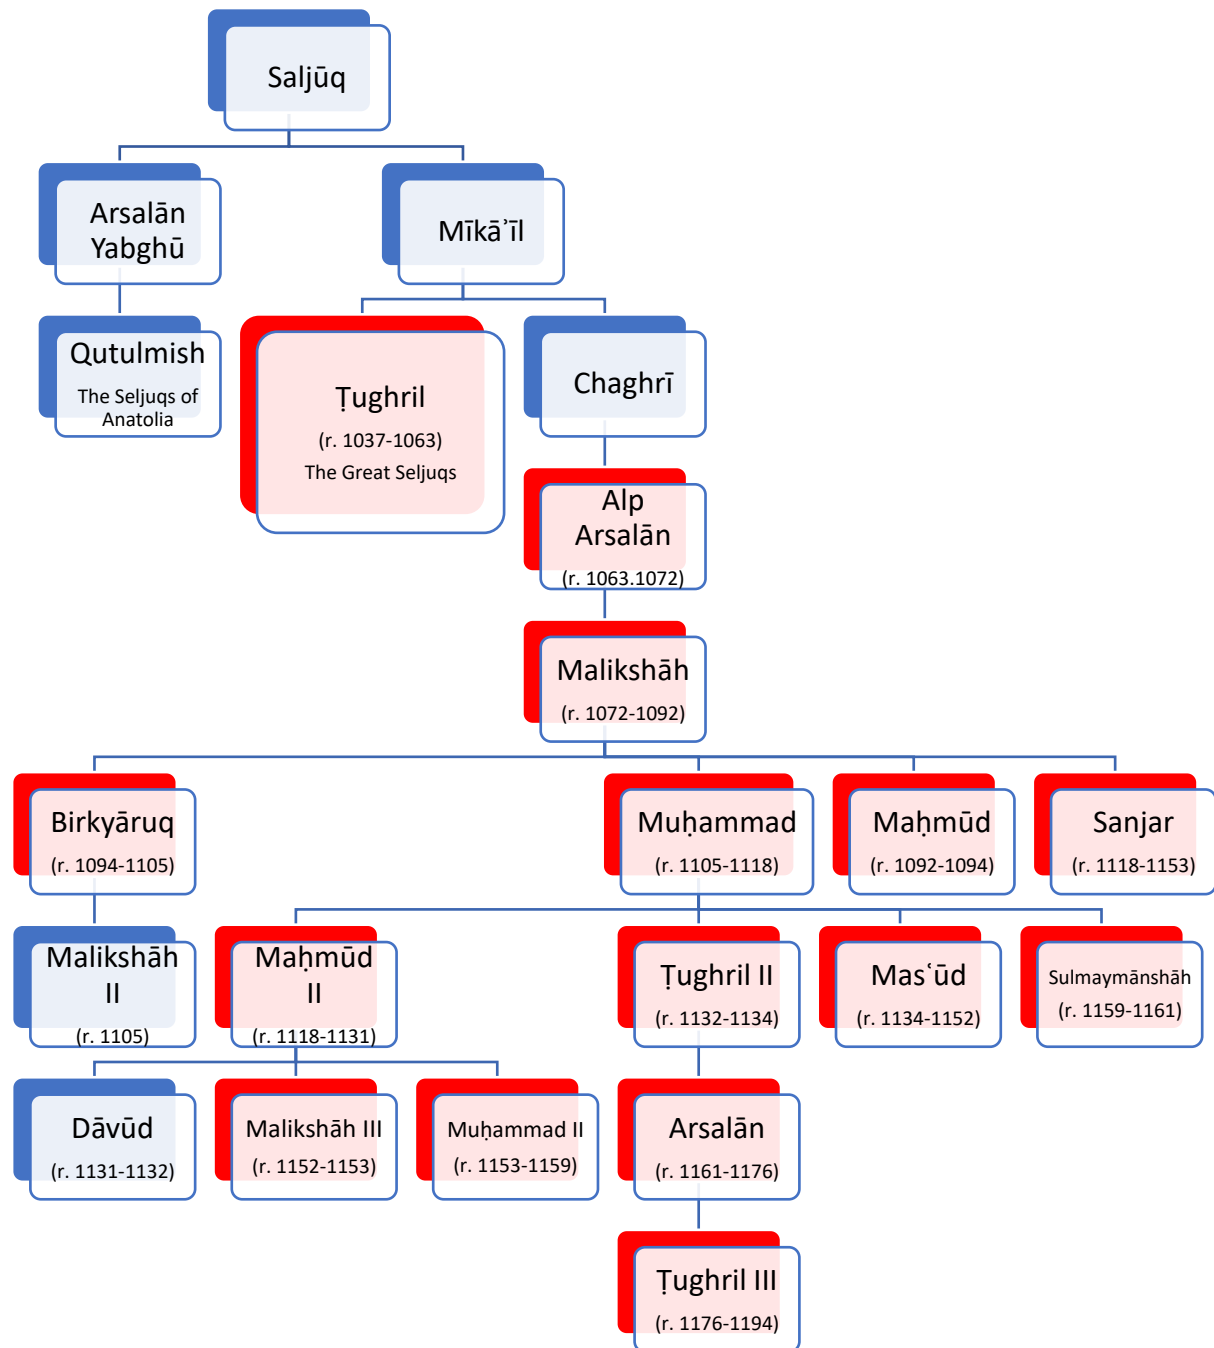 Saljūq
Arsalān
Yabghū
Mīkāʾīl
Qutulmish
The Seljuqs of
Anatolia
Ṭughril
(r. 1037-1063)
The Great Seljuqs
Chaghrī
Alp
Arsalān
(r. 1063.1072)
Malikshāh
(r. 1072-1092)
Birkyāruq
(r. 1094-1105)
Muḥammad
(r. 1105-1118)
Maḥmūd
(r. 1092-1094)
Sanjar
(r. 1118-1153)
Malikshāh
II
(r. 1105)
Maḥmūd
II
(r. 1118-1131)
Ṭughril II
(r. 1132-1134)
Masʿūd
(r. 1134-1152)
Sulmaymānshāh
(r. 1159-1161)
Dāvūd
(r. 1131-1132)
Malikshāh III
(r. 1152-1153)
Muḥammad II
(r. 1153-1159)
Arsalān
(r. 1161-1176)
Ṭughril III
(r. 1176-1194)